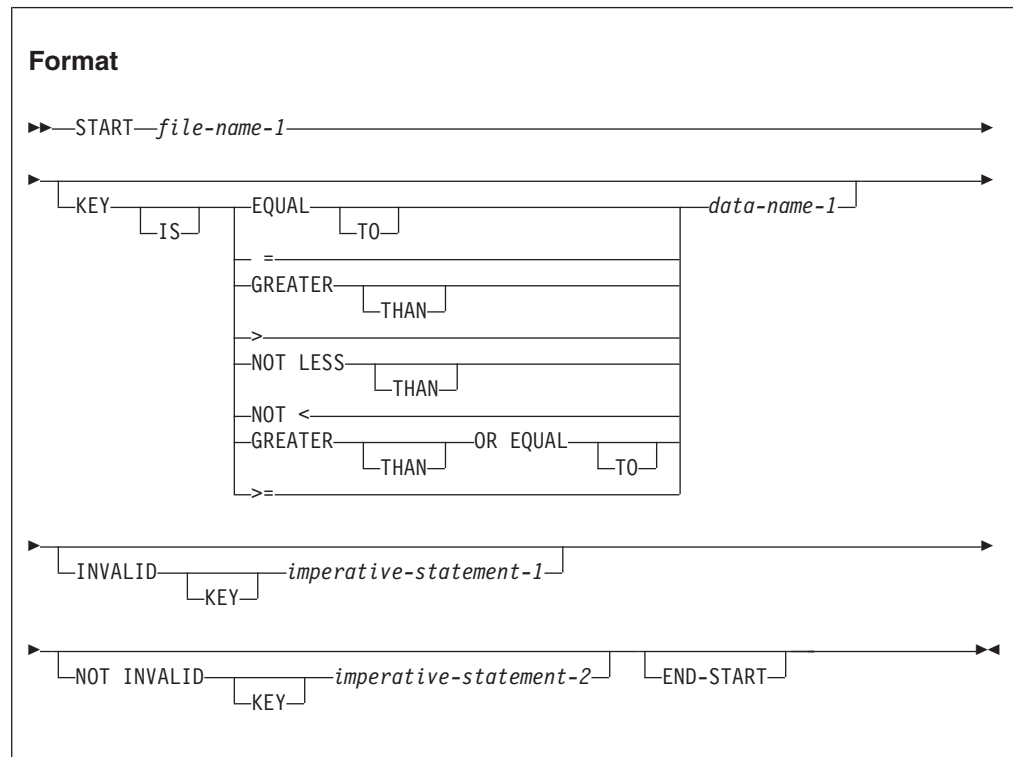 Format
START file-name-1
KEY IS EQUAL TO data-name-1
=
GREATER THAN
>
NOT LESS THAN
NOT <
GREATER THAN OR EQUAL TO
>=
INVALID KEY imperative-statement-1
NOT INVALID KEY imperative-statement-2 END-START